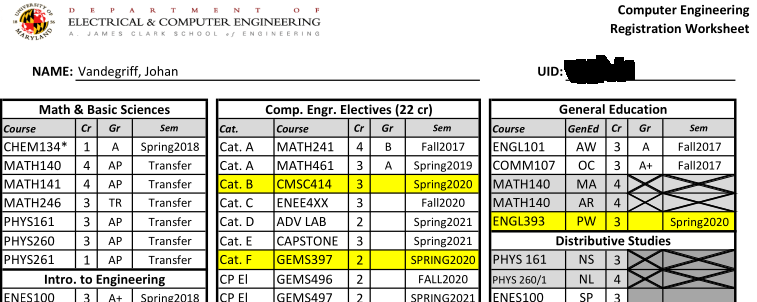 DEPARTMENT OF
ELECTRICAL & COMPUTER ENGINEERING
A. JAMES CLARK SCHOOL of ENGINEERING
Computer Engineering
Registration Worksheet
NAME: Vandegriff, Johan
UID:
Math & Basic Sciences
Course Cr Gr Sem
CHEM134* 1 A Spring2018
MATH140 4 AP Transfer
MATH141 4 AP Transfer
MATH246 3 TR Transfer
PHYS161 3 AP Transfer
PHYS260 3 AP Transfer
PHYS261 1 AP Transfer
Intro. to Engineering
ENES100 3 A+ Spring2018
Comp. Engr. Electives (22 cr)
Cat. Course Cr Gr Sem
Cat. A MATH241 4 B Fall2017
Cat. A MATH461 3 A Spring2019
Cat. B CMSC414 3 Spring2020
Cat. C ENEE4XX 3 Fall2020
Cat. D ADV LAB 2 Spring2021
Cat. E CAPSTONE 3 Spring2021
Cat. F GEMS397 2 SPRING2020
CP El GEMS496 2 FALL2020
CP El GEMS497 2 SPRING2021
General Education
Course GenEd Cr Gr Sem
ENGL101 AW 3 A Fall2017
COMM107 OC 3 A+ Fall2017
MATH140 MA 4
MATH140 AR 4
ENGL393 PW 3 Spring2020
Distributive Studies
PHYS 161 NS 3
PHYS 260/1 NL 4
ENES100 SP 3